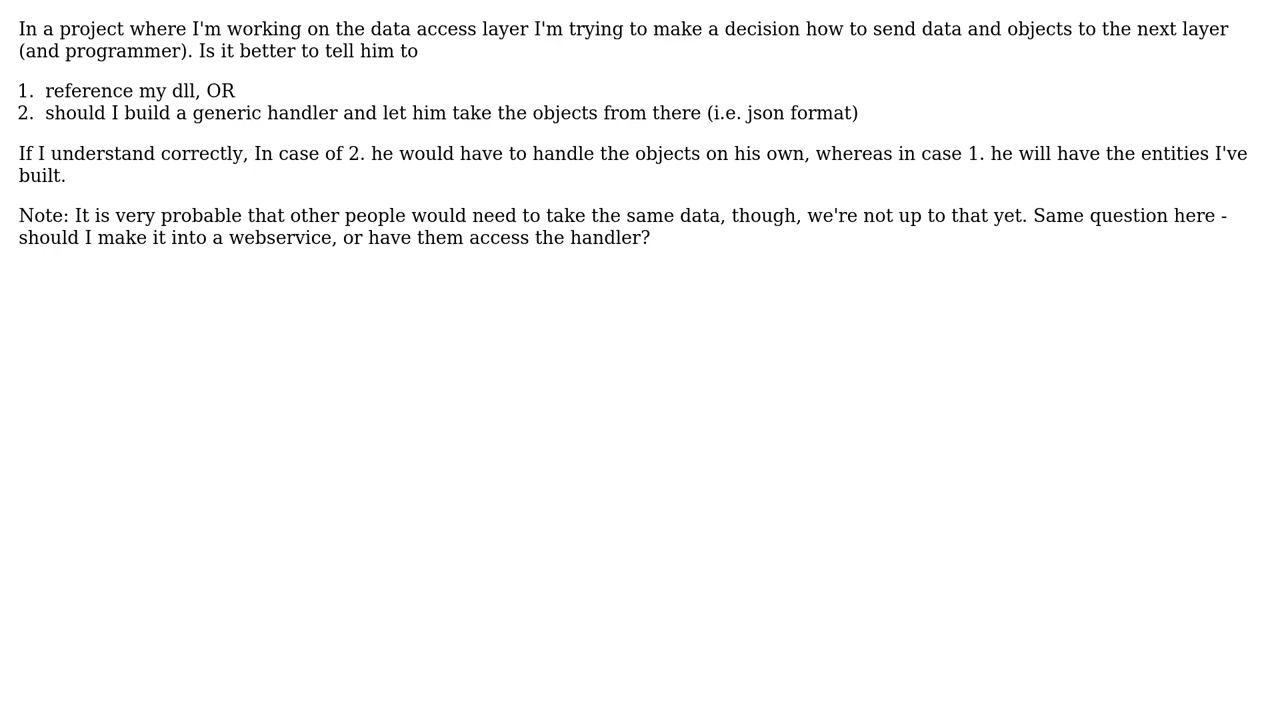 In a project where I'm working on the data access layer I'm trying to make a decision how to send data and objects to the next layer
(and programmer). Is it better to tell him to
1. reference my dll, OR
2. should I build a generic handler and let him take the objects from there (i.e. json format)
If I understand correctly, In case of 2. he would have to handle the objects on his own, whereas in case 1. he will have the entities I've
built.
Note: It is very probable that other people would need to take the same data, though, we're not up to that yet. Same question here -
should I make it into a webservice, or have them access the handler?